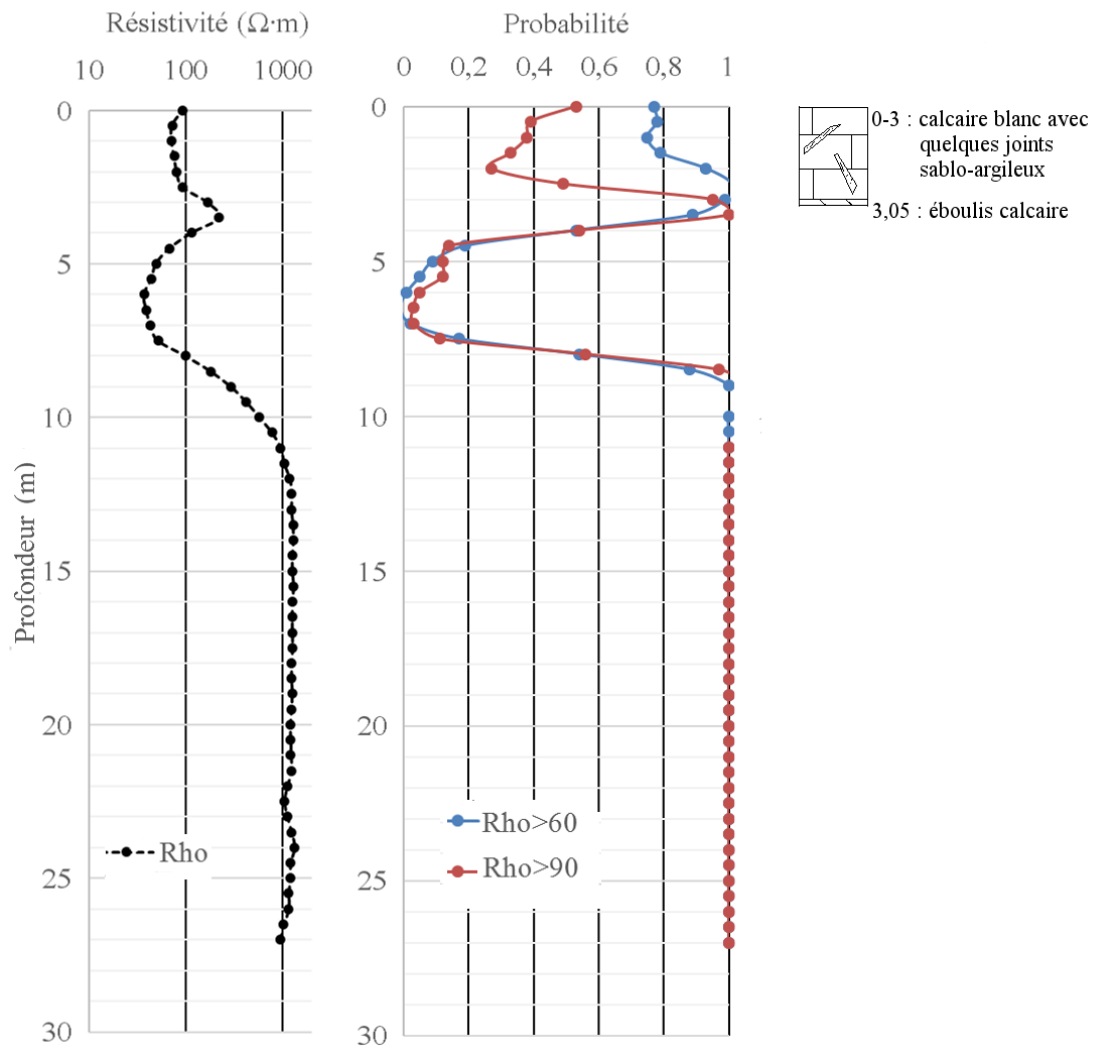 Résistivité (Ω·m)
10 100 1000
0
5
10
15
20
25
30
Profondeur (m)
Rho
Probabilité
0 0,2 0,4 0,6 0,8 1
0
5
10
15
20
25
30
Rho>60
Rho>90
0-3 : calcaire blanc avec
quelques joints
sablo-argileux
3,05 : éboulis calcaire